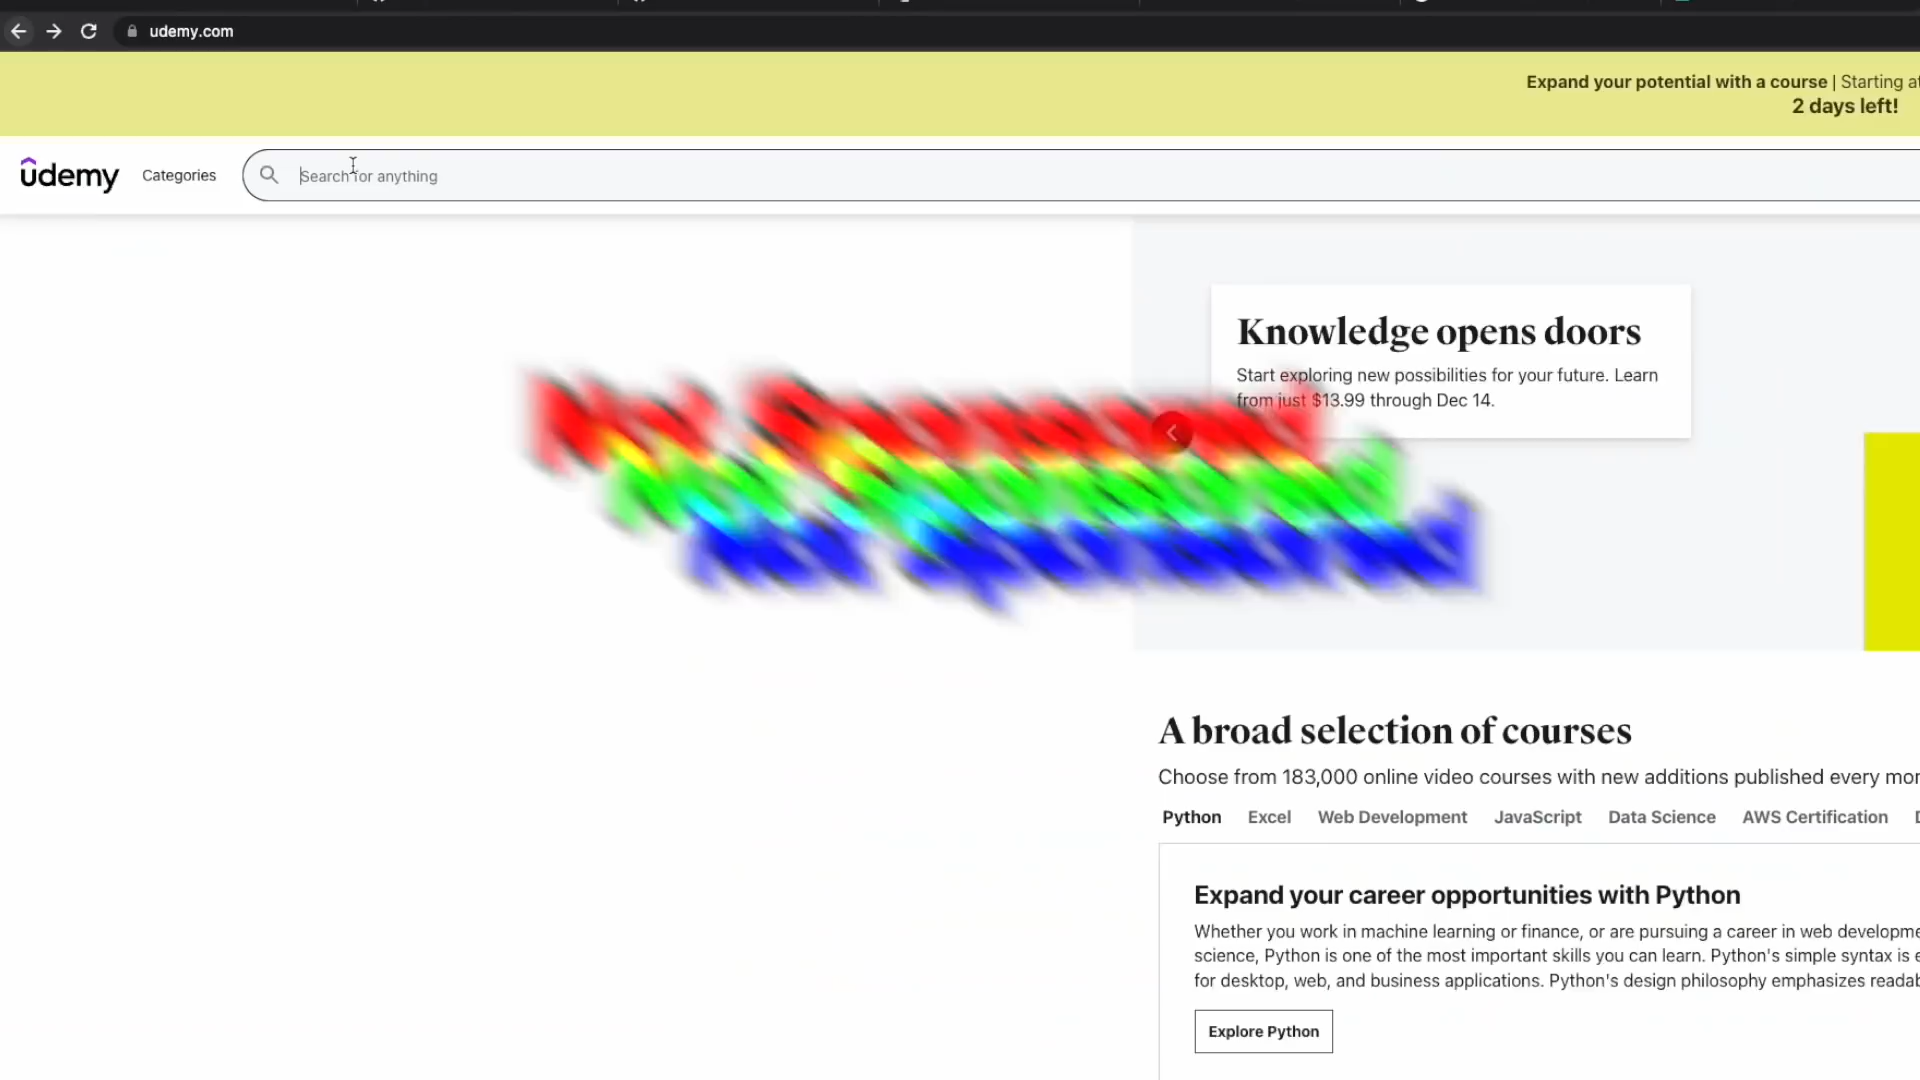 udemy.com
Expand your potential with a course | Starting at
2 days left!
udemy
Categories
Search for anything
Knowledge opens doors
Start exploring new possibilities for your future. Learn
from just $13.99 through Dec 14.
Not Sponsored
A broad selection of courses
Choose from 183,000 online video courses with new additions published every
Python Excel Web Development JavaScript Data Science AWS Certification
Expand your career opportunities with Python
Whether you work in machine learning or finance, or are pursuing a career in web
science, Python is one of the most important skills you can learn. Python's simple syntax is
for desktop, web, and business applications. Python's design philosophy emphasizes
Explore Python